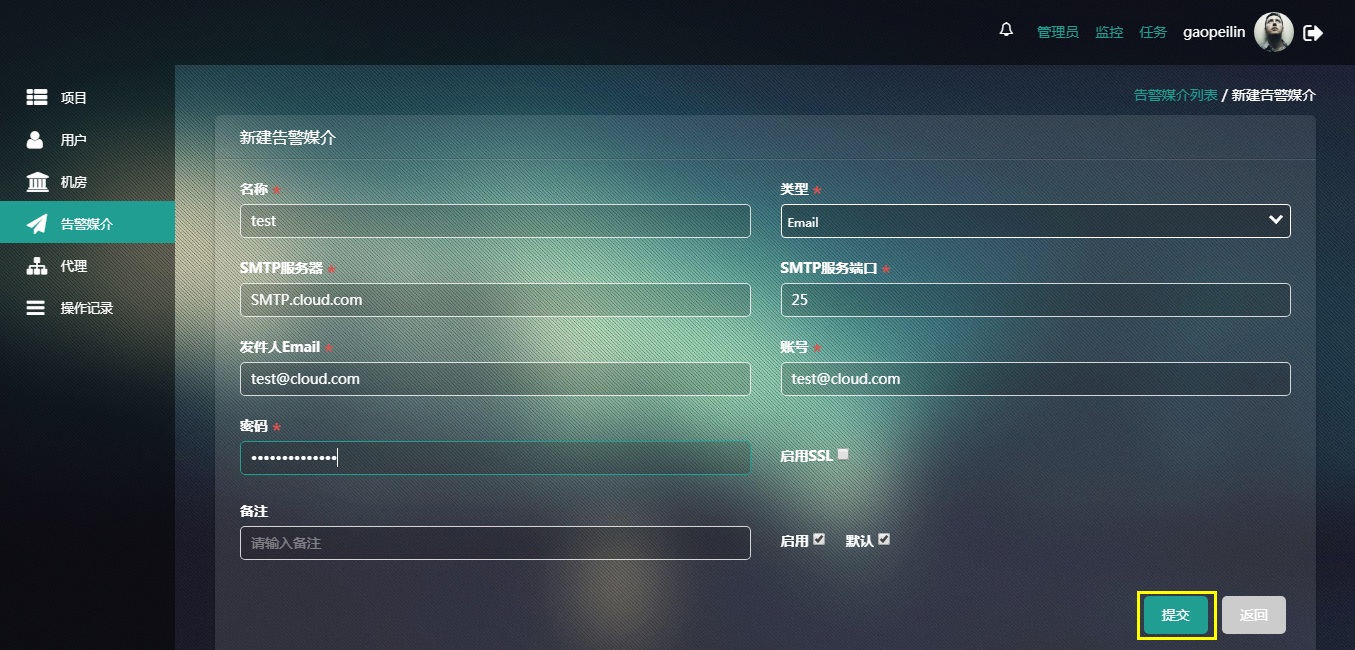 管理员 监控 任务 gaopeilin
告警媒介列表 / 新建告警媒介
项目
用户
机房
告警媒介
代理
操作记录
新建告警媒介
名称 *
test
类型 *
Email
SMTP服务器 *
SMTP.cloud.com
SMTP服务端口 *
25
发件人Email *
test@cloud.com
账号 *
test@cloud.com
密码 *
••••••••••••••
启用SSL
备注
请输入备注
启用 默认
提交 返回